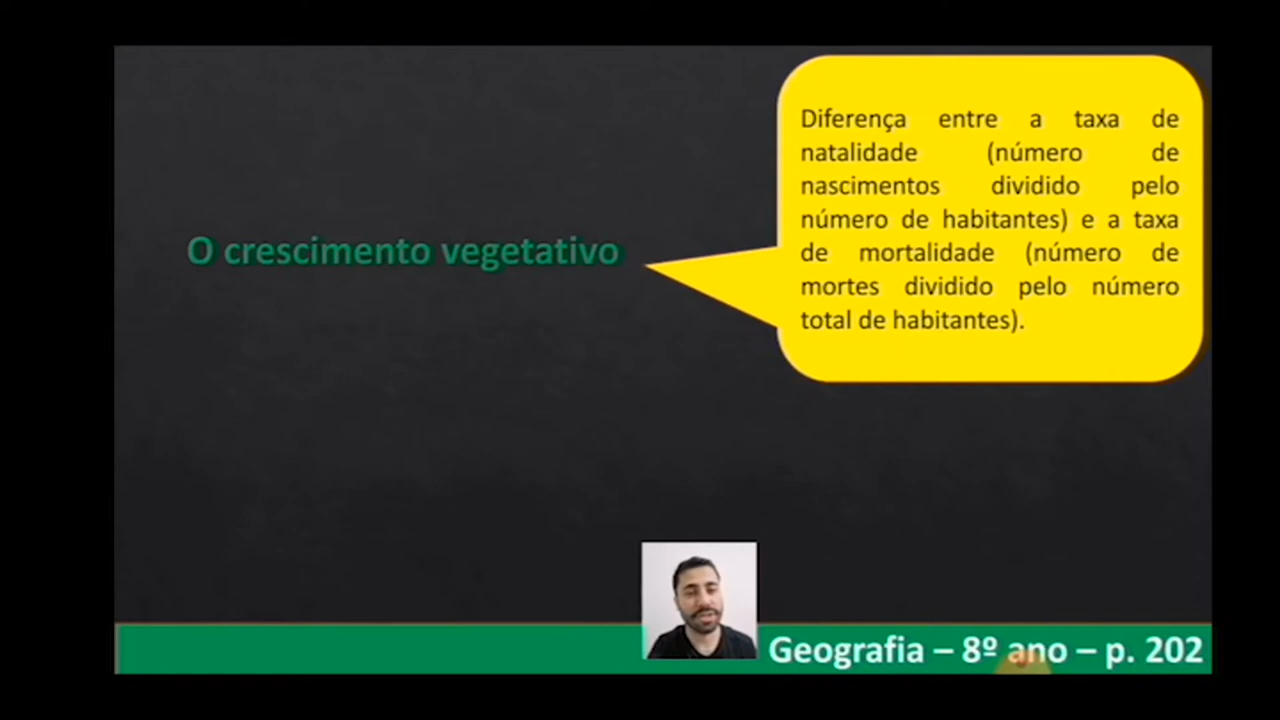 O crescimento vegetativo
Diferença entre a taxa de
natalidade (número de
nascimentos dividido pelo
número de habitantes) e a taxa
de mortalidade (número de
mortes dividido pelo número
total de habitantes).
Geografia – 8º ano – p. 202